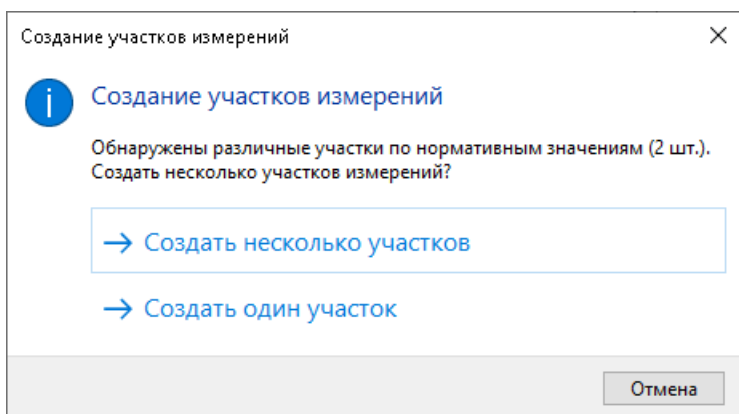 Создание участков измерений
Создание участков измерений
Обнаружены различные участки по нормативным значениям (2 шт.).
Создать несколько участков измерений?
→ Создать несколько участков
→ Создать один участок
Отмена